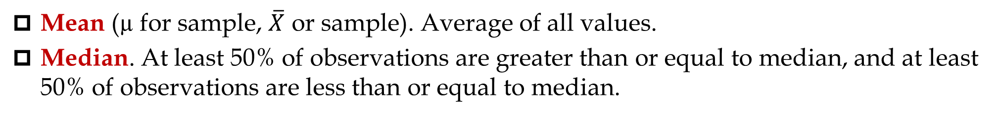 Mean (μ for sample, X̄ or sample). Average of all values.
Median. At least 50% of observations are greater than or equal to median, and at least
50% of observations are less than or equal to median.